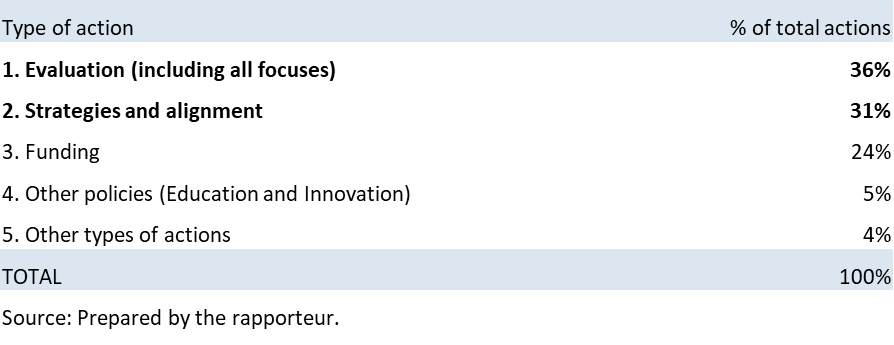 Type of action % of total actions
1. Evaluation (including all focuses) 36%
2. Strategies and alignment 31%
3. Funding 24%
4. Other policies (Education and Innovation) 5%
5. Other types of actions 4%
TOTAL 100%
Source: Prepared by the rapporteur.